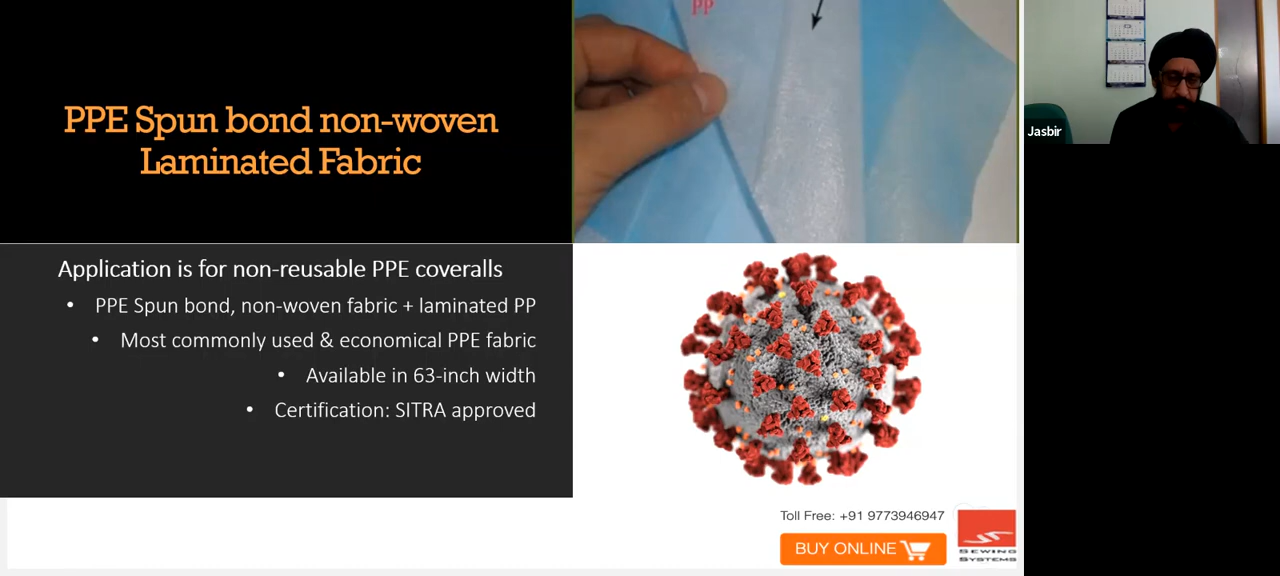 PPE Spun bond non-woven
Laminated Fabric
PP
Jasbir
Application is for non-reusable PPE coveralls
• PPE Spun bond, non-woven fabric + laminated PP
• Most commonly used & economical PPE fabric
• Available in 63-inch width
• Certification: SITRA approved
Toll Free: +91 9773946947
BUY ONLINE
SEWING
SYSTEMS